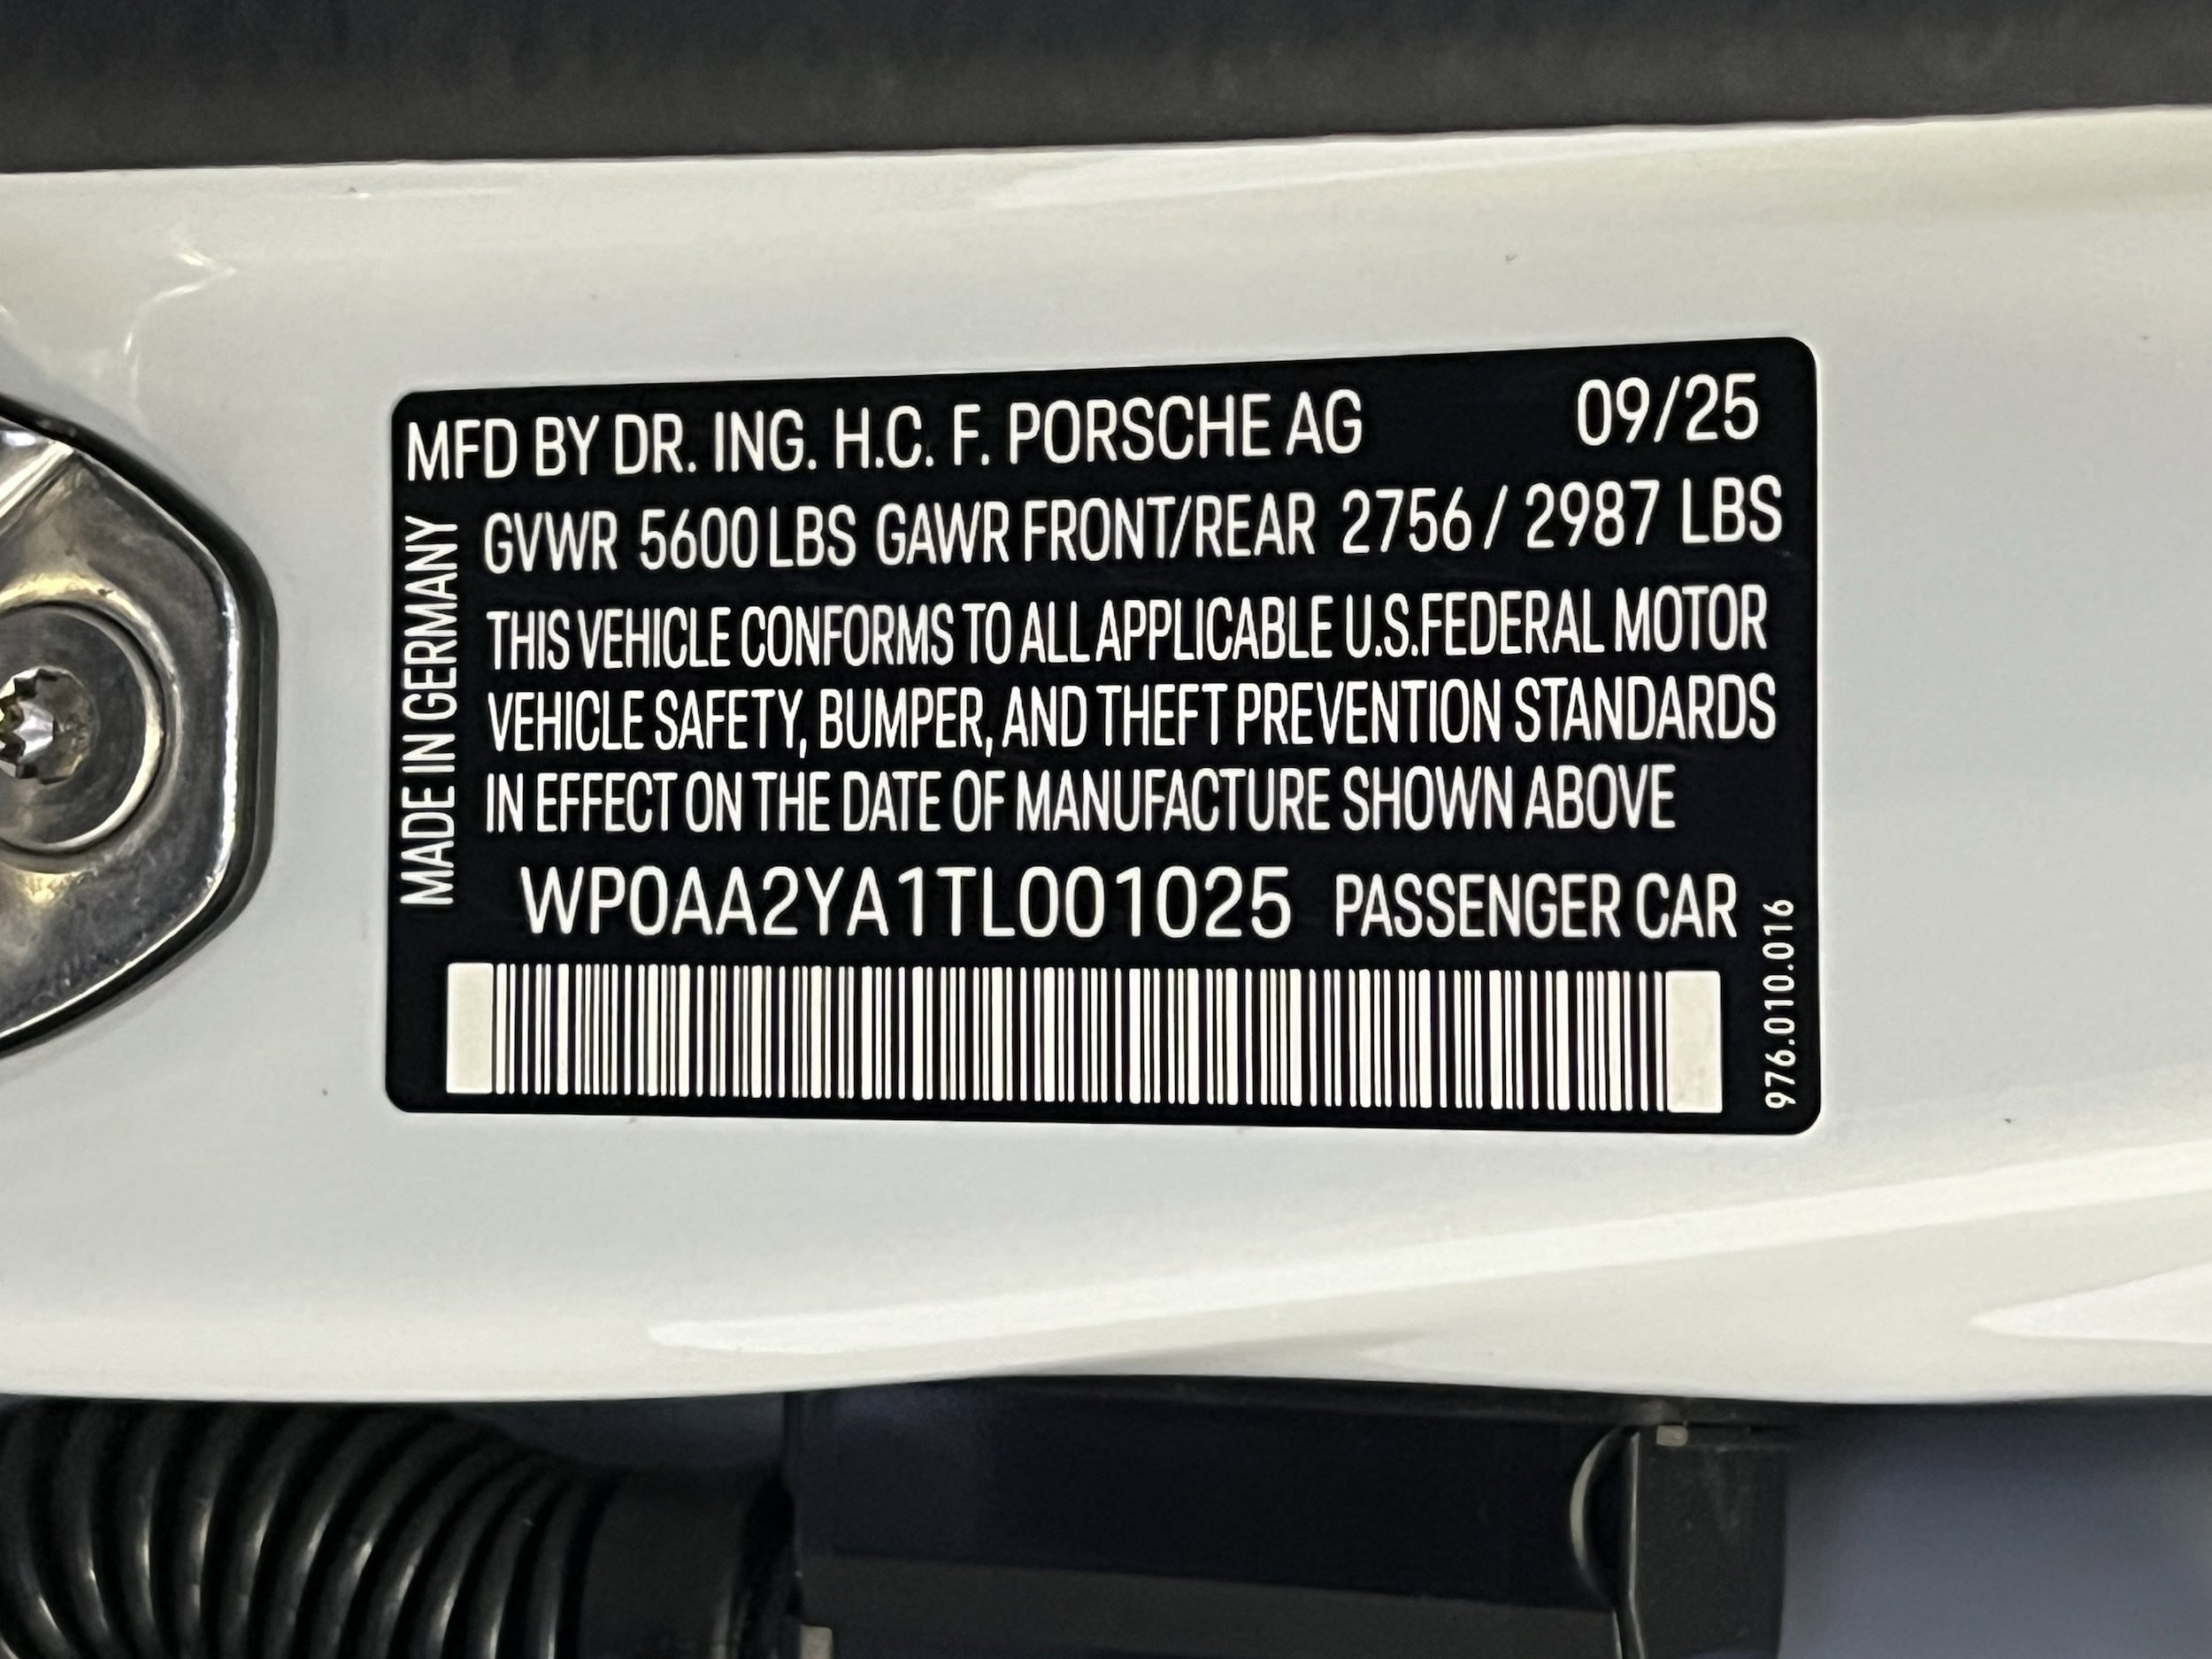 MFD BY DR. ING. H.C. F. PORSCHE AG 09/25
GVWR 5600 LBS GAWR FRONT/REAR 2756 / 2987 LBS
THIS VEHICLE CONFORMS TO ALL APPLICABLE U.S.FEDERAL MOTOR
VEHICLE SAFETY, BUMPER, AND THEFT PREVENTION STANDARDS
IN EFFECT ON THE DATE OF MANUFACTURE SHOWN ABOVE
WP0AA2YA1TL001025 PASSENGER CAR
MADE IN GERMANY
976.010.016